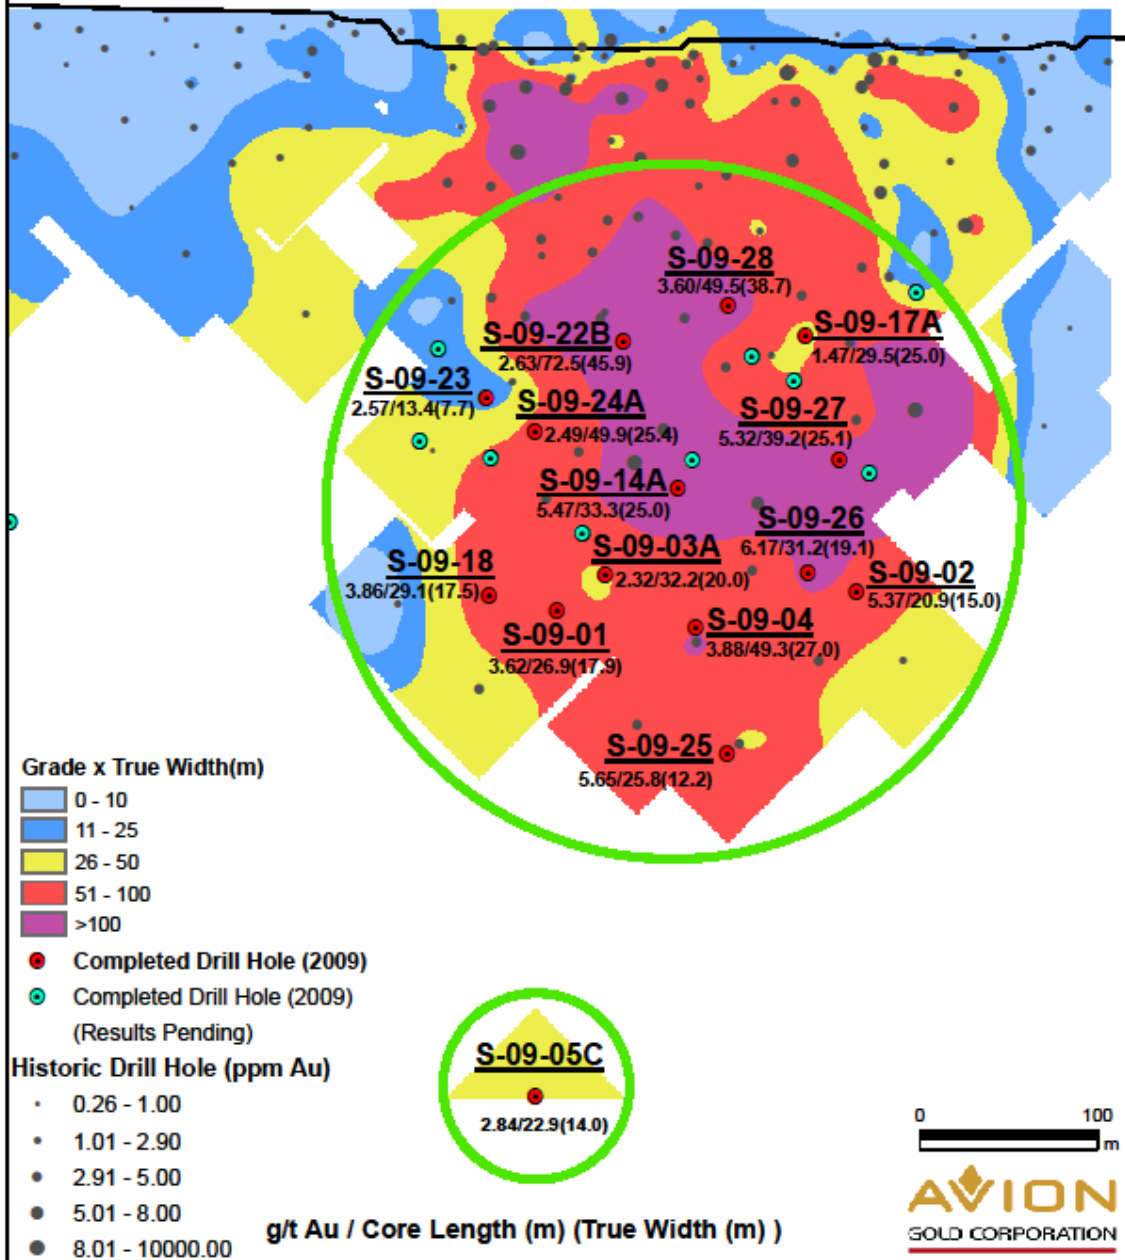 S-09-28
3.60/49.5(38.7)
S-09-17A
1.47/29.5(25.0)
S-09-22B
2.63/72.5(45.9)
S-09-23
2.57/13.4(7.7)
S-09-24A
2.49/49.9(25.4)
S-09-27
5.32/39.2(25.1)
S-09-14A
5.47/33.3(25.0)
S-09-26
6.17/31.2(19.1)
S-09-03A
2.32/32.2(20.0)
S-09-18
3.86/29.1(17.5)
S-09-02
5.37/20.9(15.0)
S-09-01
3.62/26.9(17.9)
S-09-04
3.88/49.3(27.0)
S-09-25
5.65/25.8(12.2)
Grade x True Width(m)
0 - 10
11 - 25
26 - 50
51 - 100
>100
Completed Drill Hole (2009)
Completed Drill Hole (2009)
(Results Pending)
Historic Drill Hole (ppm Au)
0.26 - 1.00
1.01 - 2.90
2.91 - 5.00
5.01 - 8.00
8.01 - 10000.00
S-09-05C
2.84/22.9(14.0)
g/t Au / Core Length (m) (True Width (m) )
0 100
m
AVION
GOLD CORPORATION